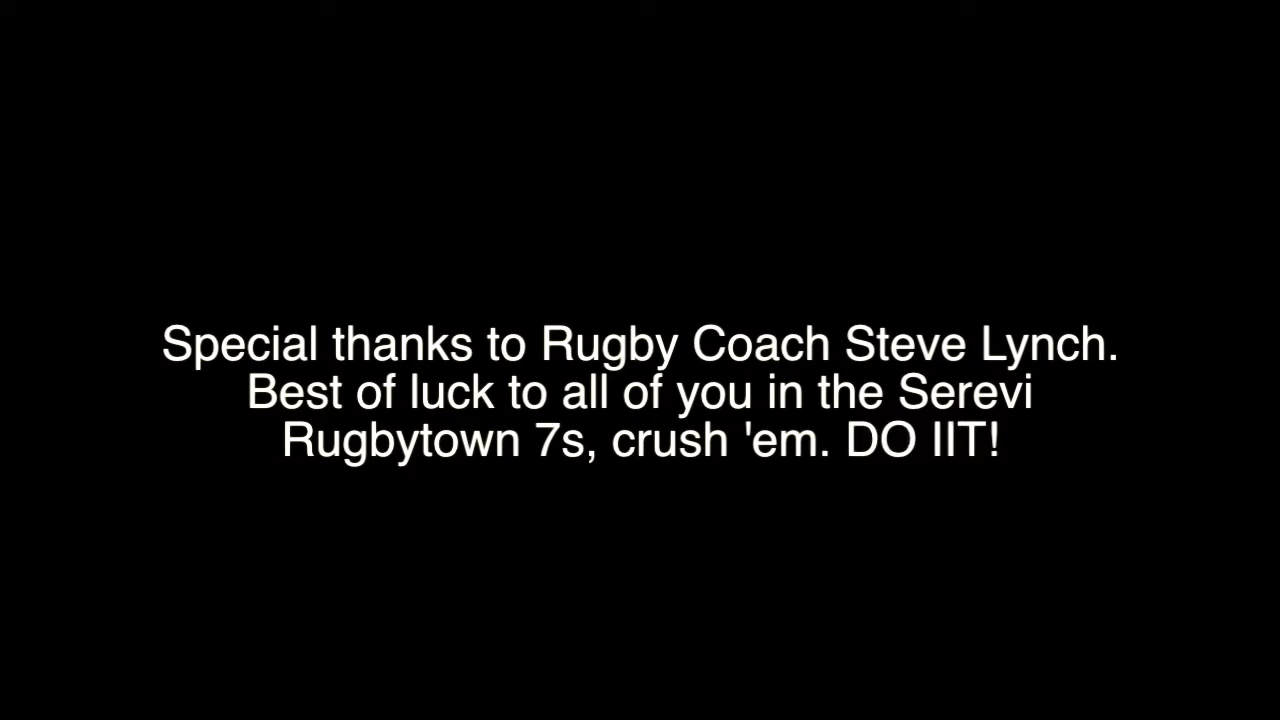 Special thanks to Rugby Coach Steve Lynch.
Best of luck to all of you in the Serevi
Rugbytown 7s, crush 'em. DO IIT!